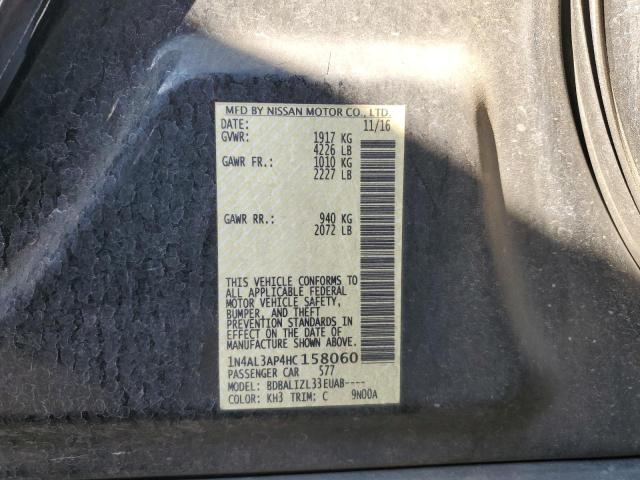 MFD BY NISSAN MOTOR CO., LTD.
DATE: 11/16
GVWR: 1917 KG
4226 LB
GAWR FR.: 1010 KG
2227 LB
GAWR RR.: 940 KG
2072 LB
THIS VEHICLE CONFORMS TO
ALL APPLICABLE FEDERAL
MOTOR VEHICLE SAFETY,
BUMPER, AND THEFT
PREVENTION STANDARDS IN
EFFECT ON THE DATE OF
MANUFACTURE SHOWN ABOVE.
1N4AL3AP4HC158060
PASSENGER CAR 577
MODEL: BDBALIZL33EUAB----
COLOR: KH3 TRIM: C 9N00A